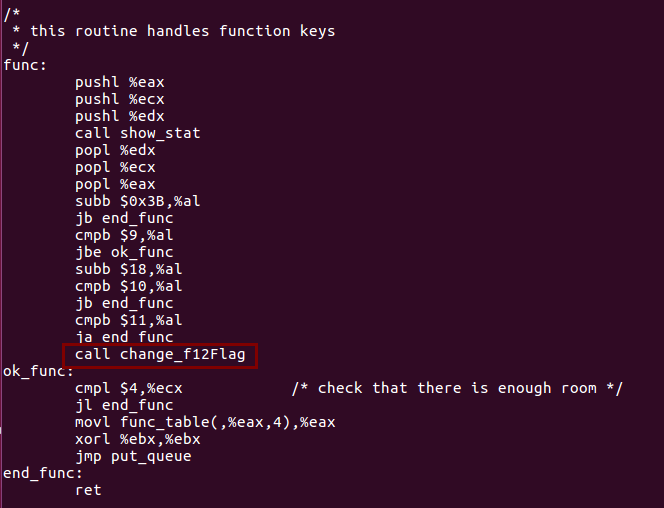 /*
 * this routine handles function keys
 */
func:
        pushl %eax
        pushl %ecx
        pushl %edx
        call show_stat
        popl %edx
        popl %ecx
        popl %eax
        subb $0x3B,%al
        jb end_func
        cmpb $9,%al
        jbe ok_func
        subb $18,%al
        cmpb $10,%al
        jb end_func
        cmpb $11,%al
        ja end_func
        call change_f12Flag
ok_func:
        cmpl $4,%ecx            /* check that there is enough room */
        jl end_func
        movl func_table(,%eax,4),%eax
        xorl %ebx,%ebx
        jmp put_queue
end_func:
        ret